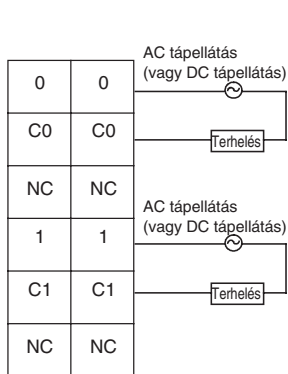 AC tápellátás
(vagy DC tápellátás)
0 0
C0 C0
Terhelés
NC NC
AC tápellátás
(vagy DC tápellátás)
1 1
C1 C1
Terhelés
NC NC